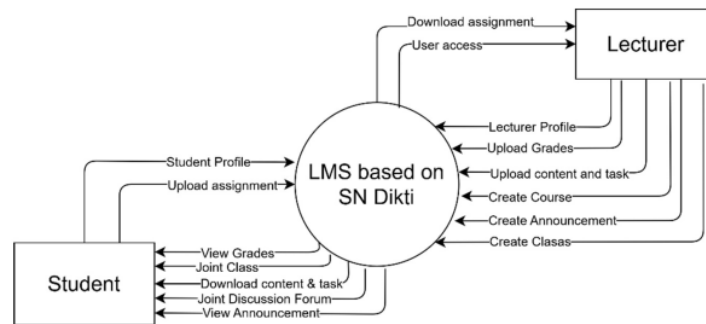 Download assignment
User access
Lecturer
Lecturer Profile
Upload Grades
Upload content and task
Create Course
Create Announcement
Create Clasas
LMS based on
SN Dikti
Student Profile
Upload assignment
Student
View Grades
Joint Class
Download content & task
Joint Discussion Forum
View Announcement